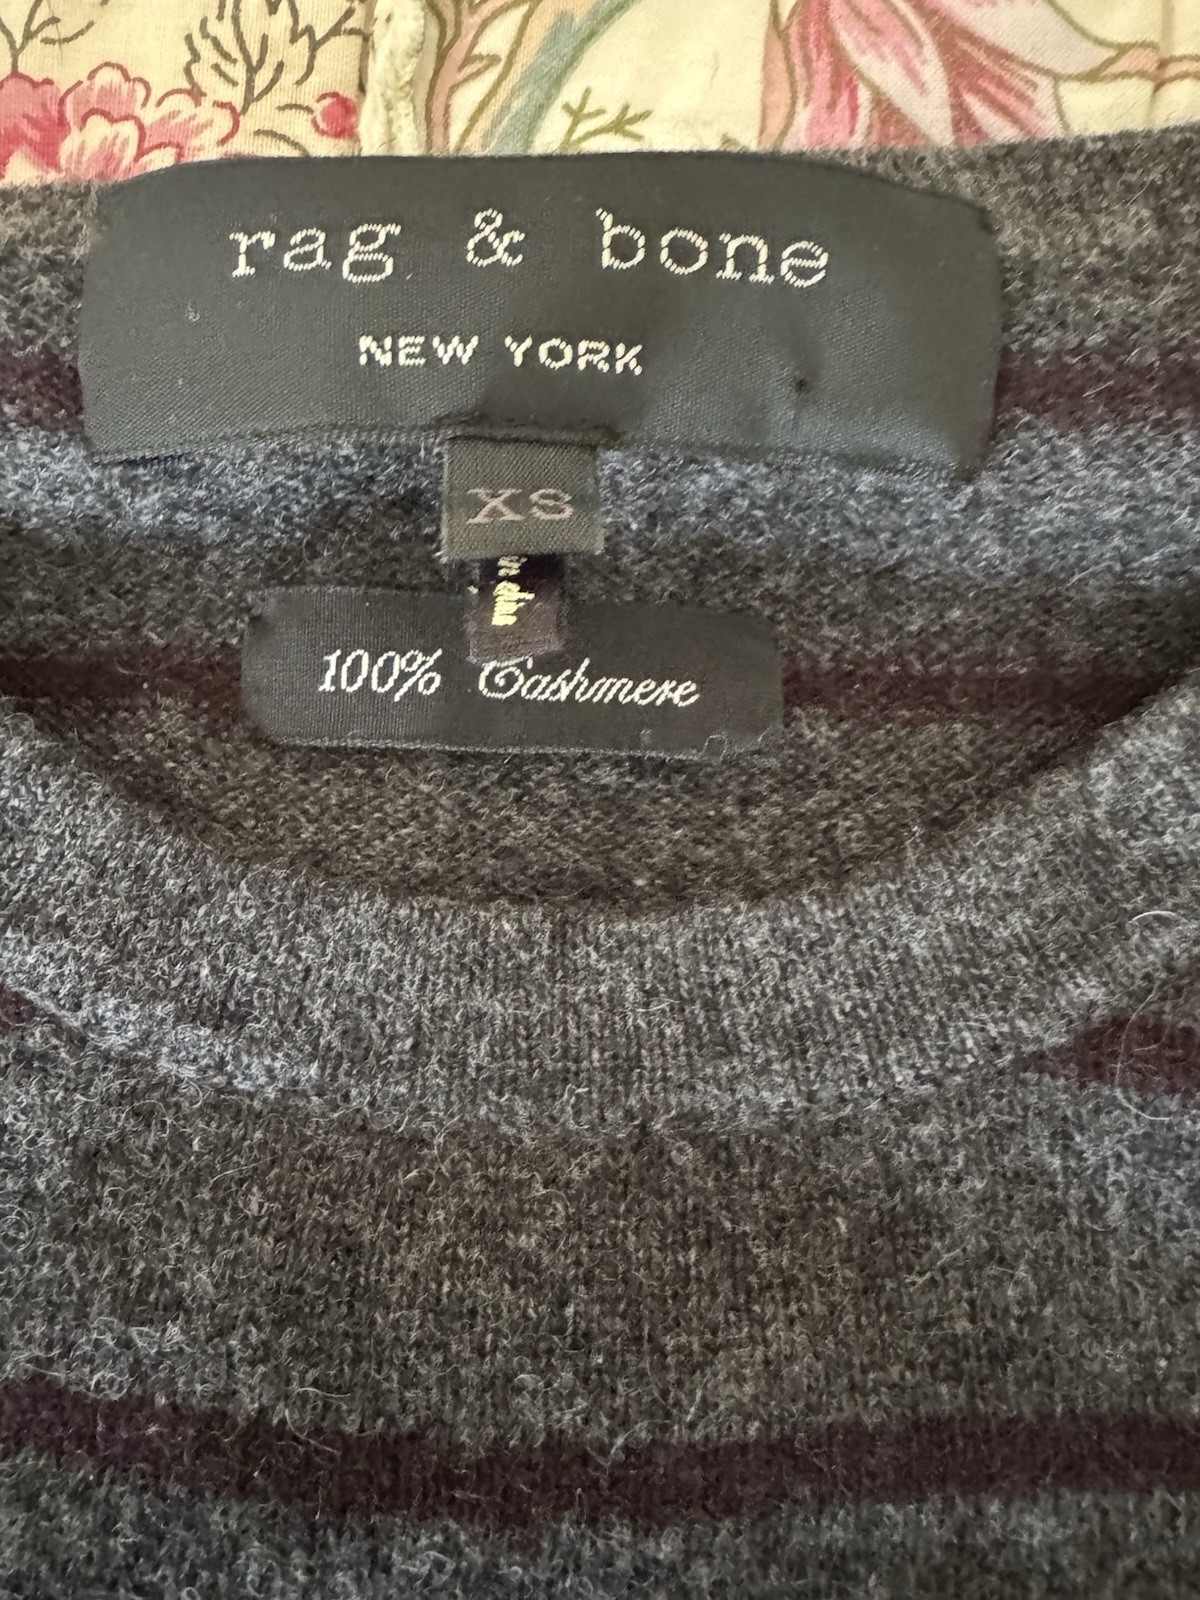 rag & bone
NEW YORK
XS
100% Cashmere